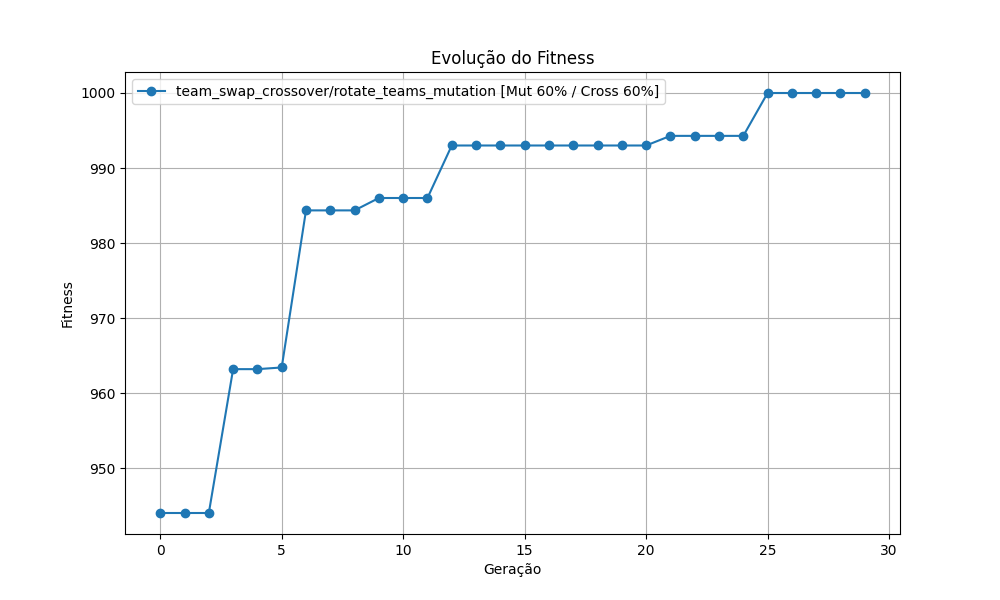 Evolução do Fitness
team_swap_crossover/rotate_teams_mutation [Mut 60% / Cross 60%]
1000
990
980
970
960
950
Fitness
0 5 10 15 20 25 30
Geração